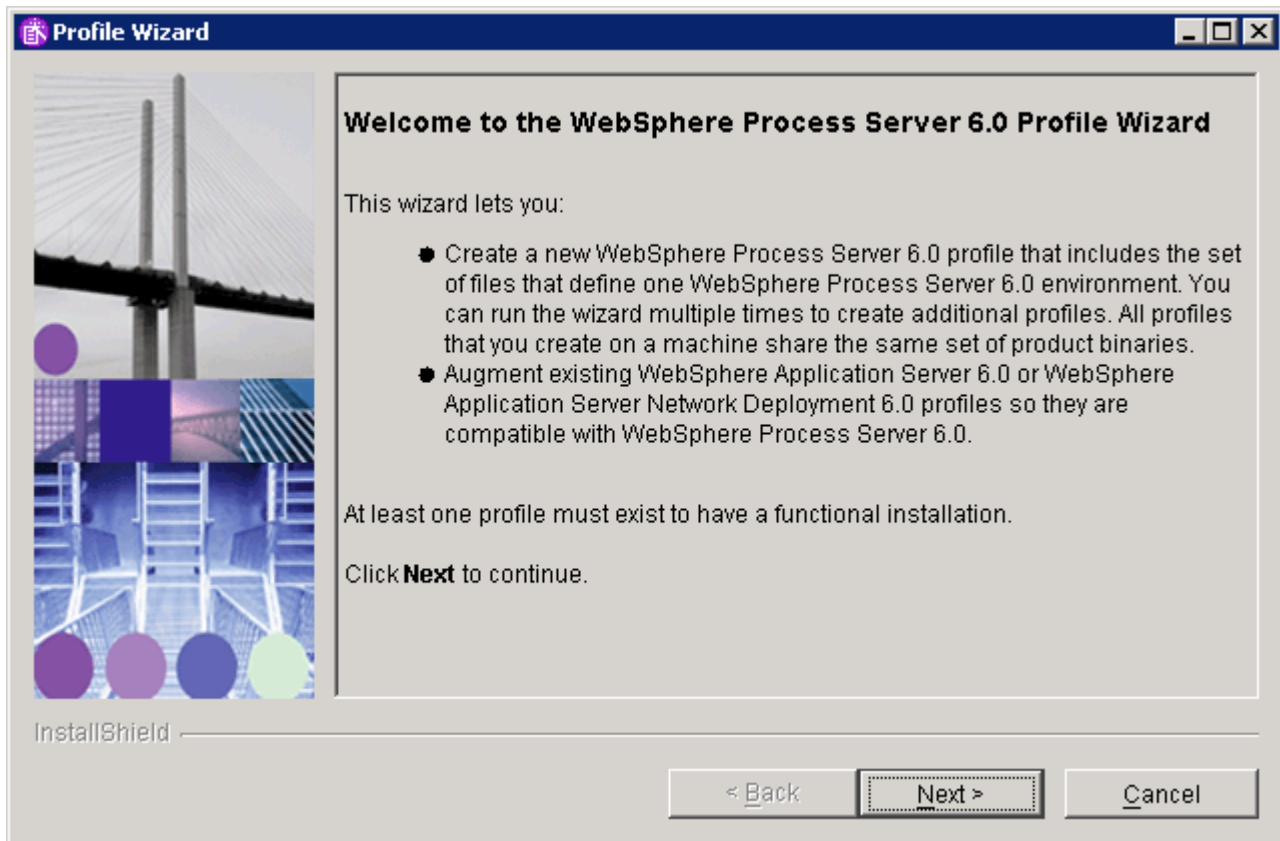 Profile Wizard
Welcome to the WebSphere Process Server 6.0 Profile Wizard
This wizard lets you:
Create a new WebSphere Process Server 6.0 profile that includes the set
of files that define one WebSphere Process Server 6.0 environment. You
can run the wizard multiple times to create additional profiles. All profiles
that you create on a machine share the same set of product binaries.
Augment existing WebSphere Application Server 6.0 or WebSphere
Application Server Network Deployment 6.0 profiles so they are
compatible with WebSphere Process Server 6.0.
At least one profile must exist to have a functional installation.
Click Next to continue.
InstallShield
< Back
Next >
Cancel